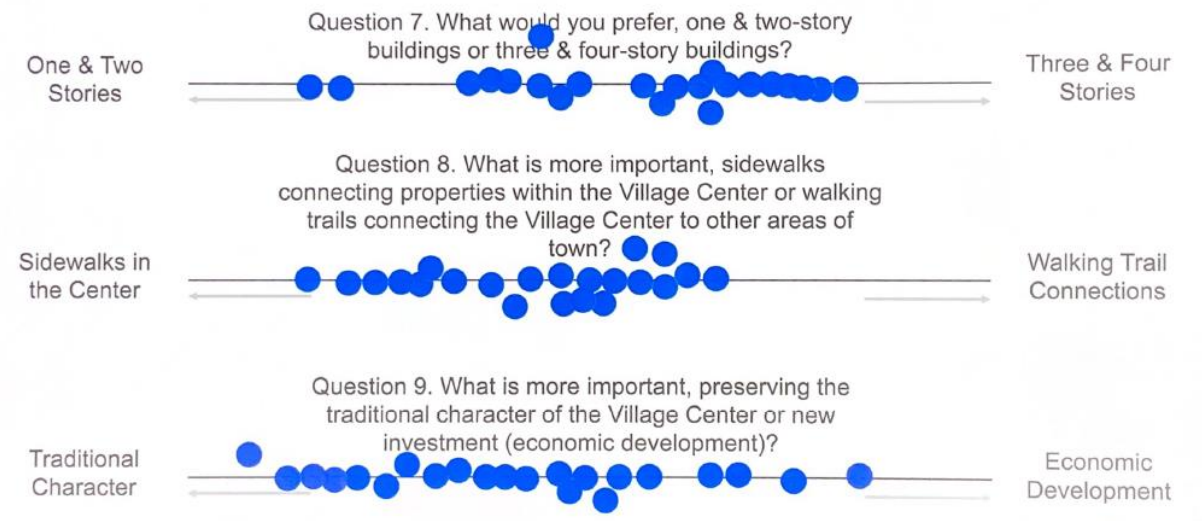 Question 7. What would you prefer, one & two-story
buildings or three & four-story buildings?
One & Two
Stories
Three & Four
Stories
Question 8. What is more important, sidewalks
connecting properties within the Village Center or walking
trails connecting the Village Center to other areas of
town?
Sidewalks in
the Center
Walking Trail
Connections
Question 9. What is more important, preserving the
traditional character of the Village Center or new
investment (economic development)?
Traditional
Character
Economic
Development